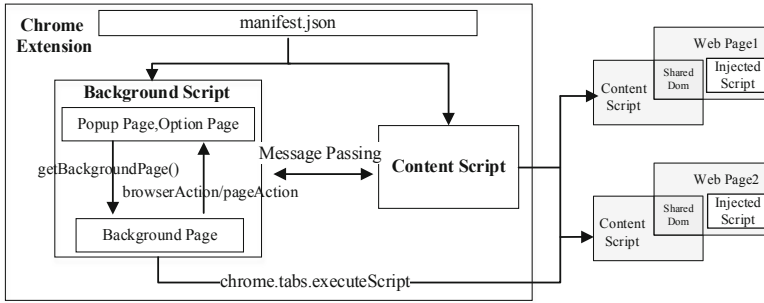 Chrome
Extension
manifest.json
Background Script
Popup Page,Option Page
getBackgroundPage()
browserAction/pageAction
Background Page
Message Passing
Content Script
chrome.tabs.executeScript
Web Page1
Content
Script
Shared
Dom
Injected
Script
Web Page2
Content
Script
Shared
Dom
Injected
Script